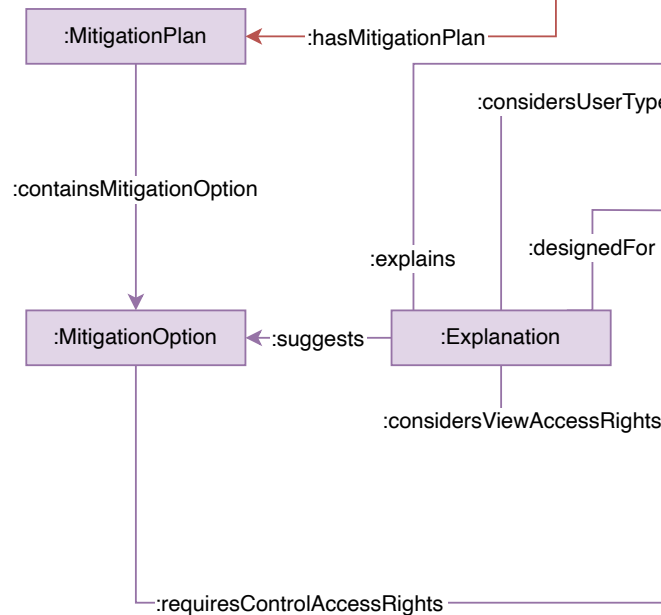 :MitigationPlan
:hasMitigationPlan
:considersUserType
:containsMitigationOption
:explains
:designedFor
:MitigationOption
:suggests
:Explanation
:considersViewAccessRights
:requiresControlAccessRights